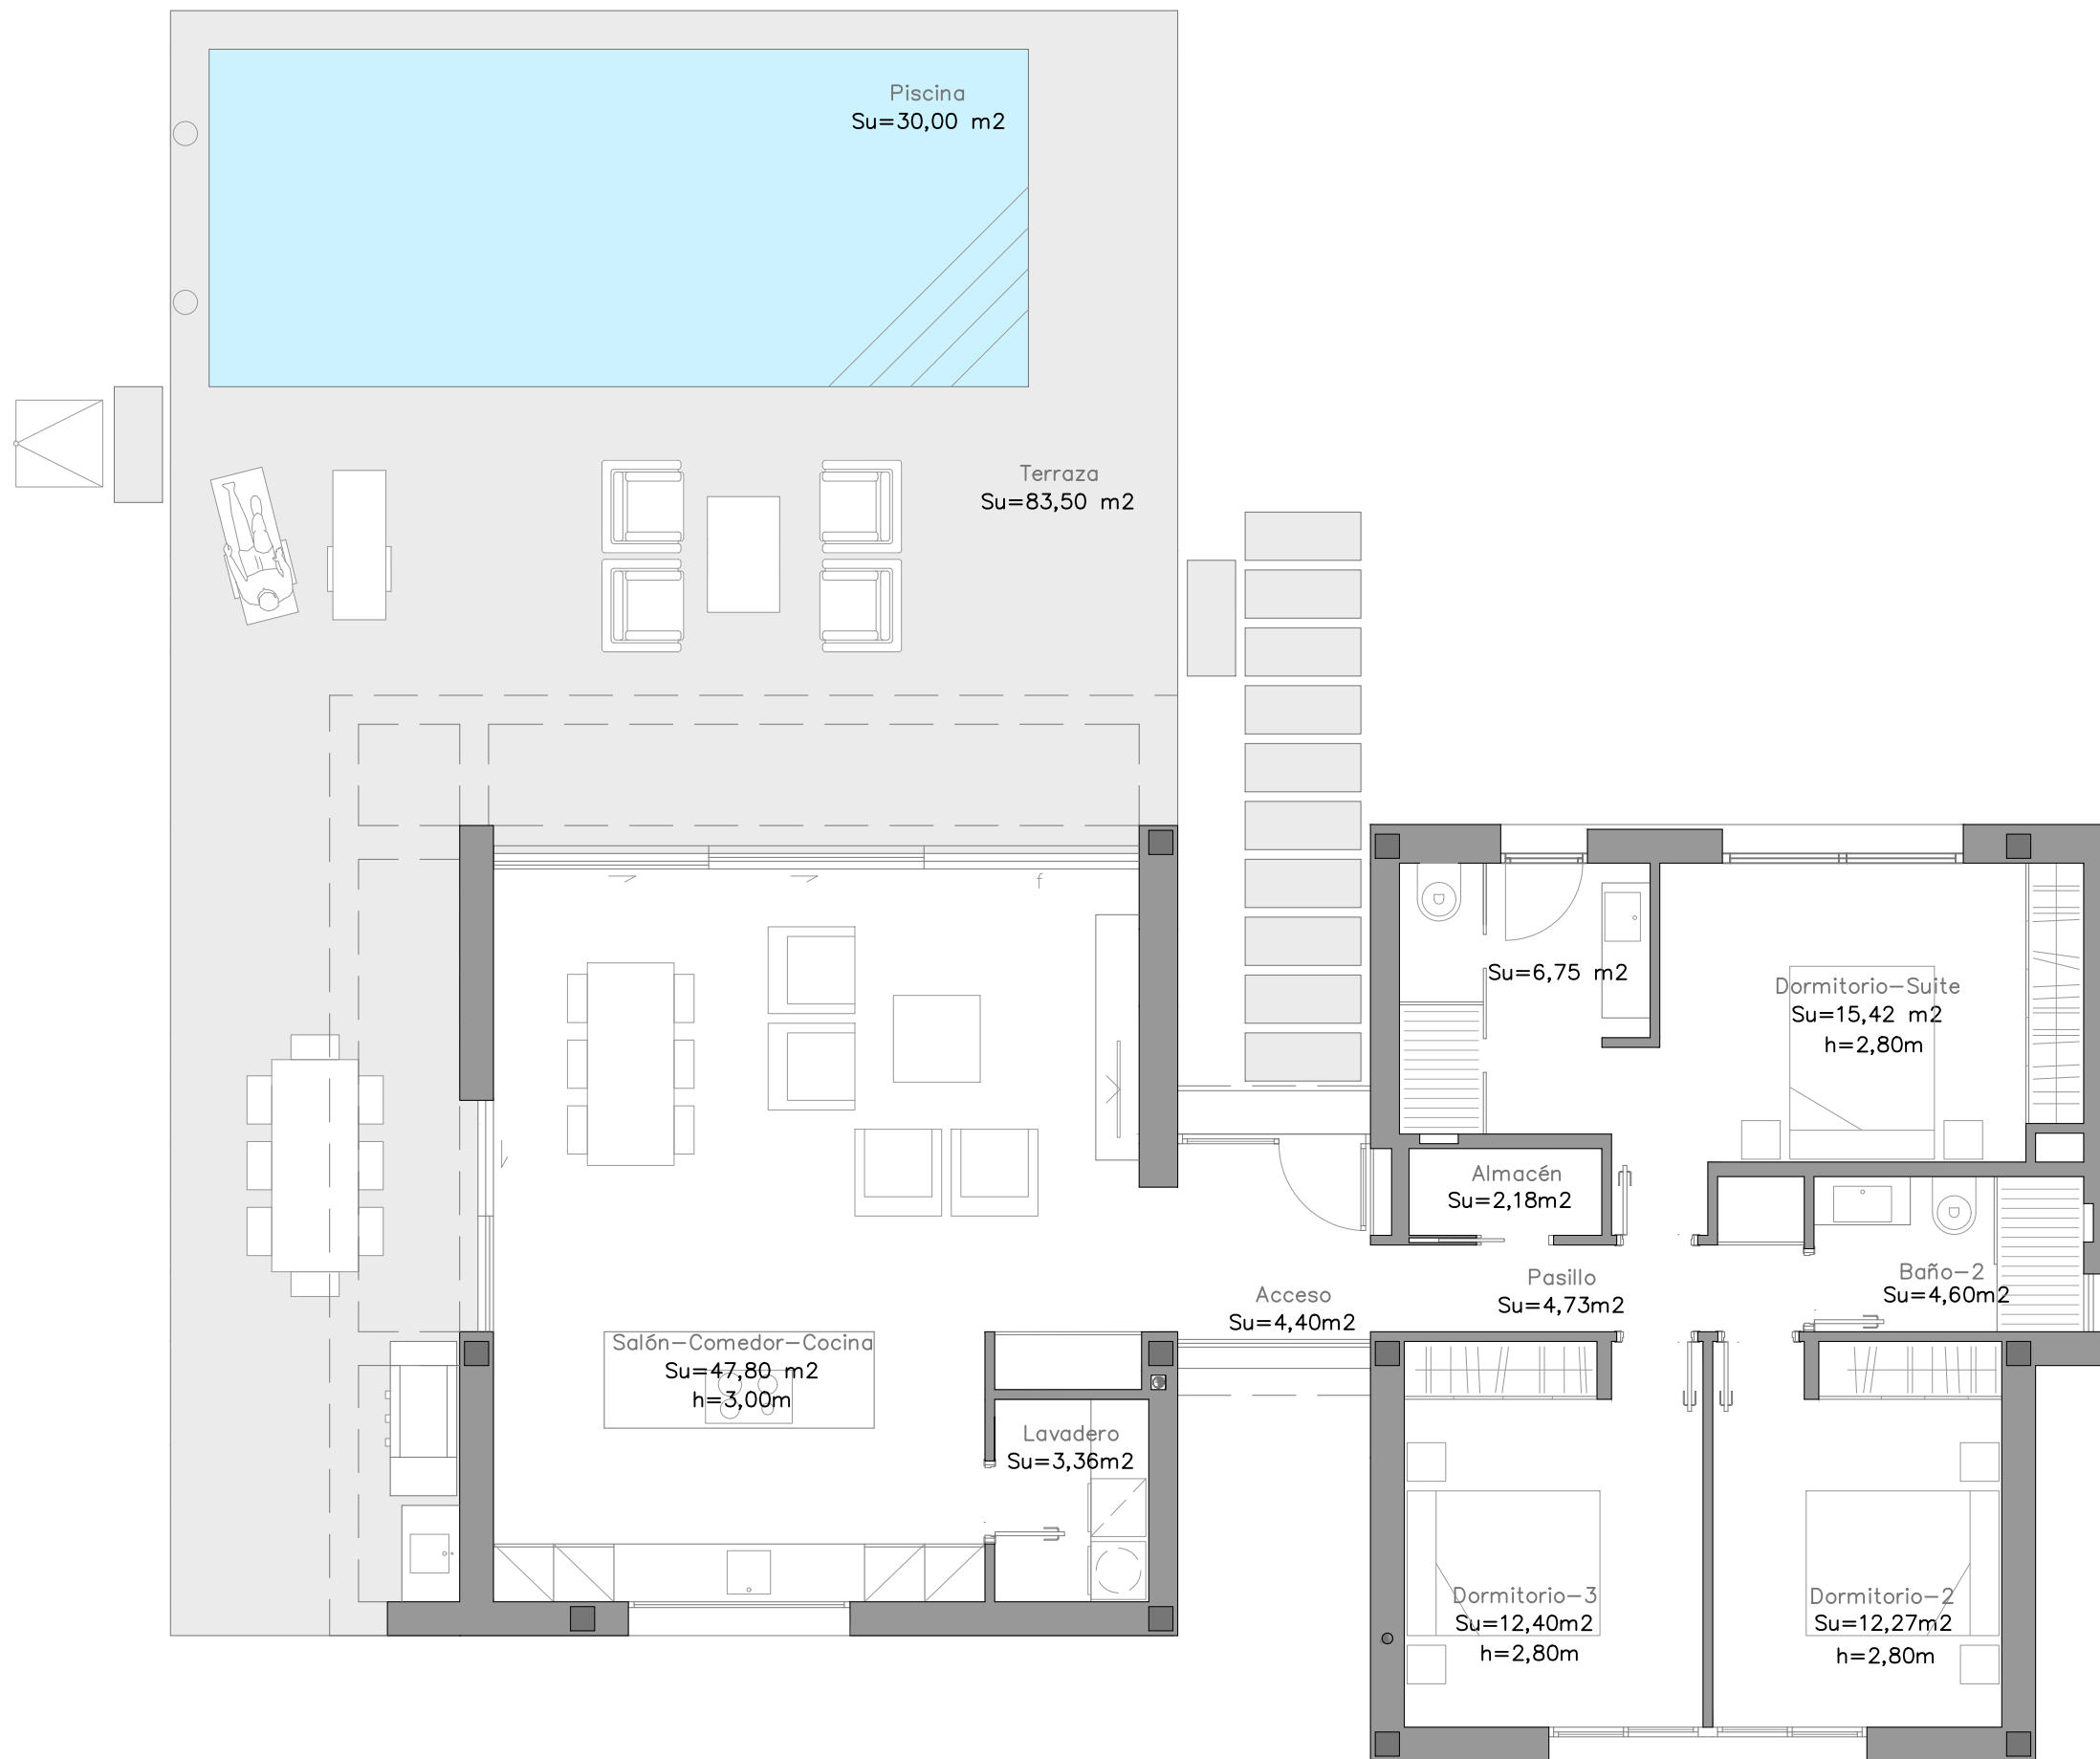 Piscina
Su=30,00 m2
Terraza
Su=83,50 m2
f
Su=6,75 m2
Dormitorio-Suite
Su=15,42 m2
h=2,80m
Almacén
Su=2,18m2
Pasillo
Su=4,73m2
Baño-2
Su=4,60m2
Acceso
Su=4,40m2
Salón-Comedor-Cocina
Su=47,80 m2
h=3,00m
Lavadero
Su=3,36m2
Dormitorio-3
Su=12,40m2
h=2,80m
Dormitorio-2
Su=12,27m2
h=2,80m